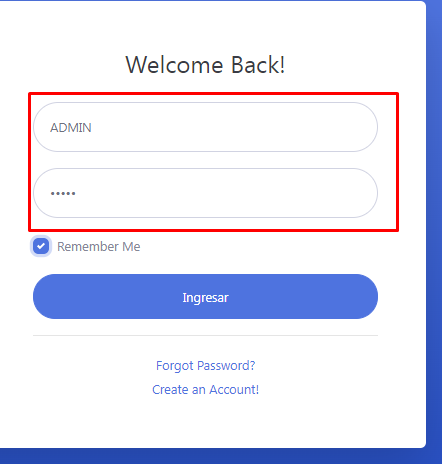 Welcome Back!
ADMIN
•••••
Remember Me
Ingresar
Forgot Password?
Create an Account!